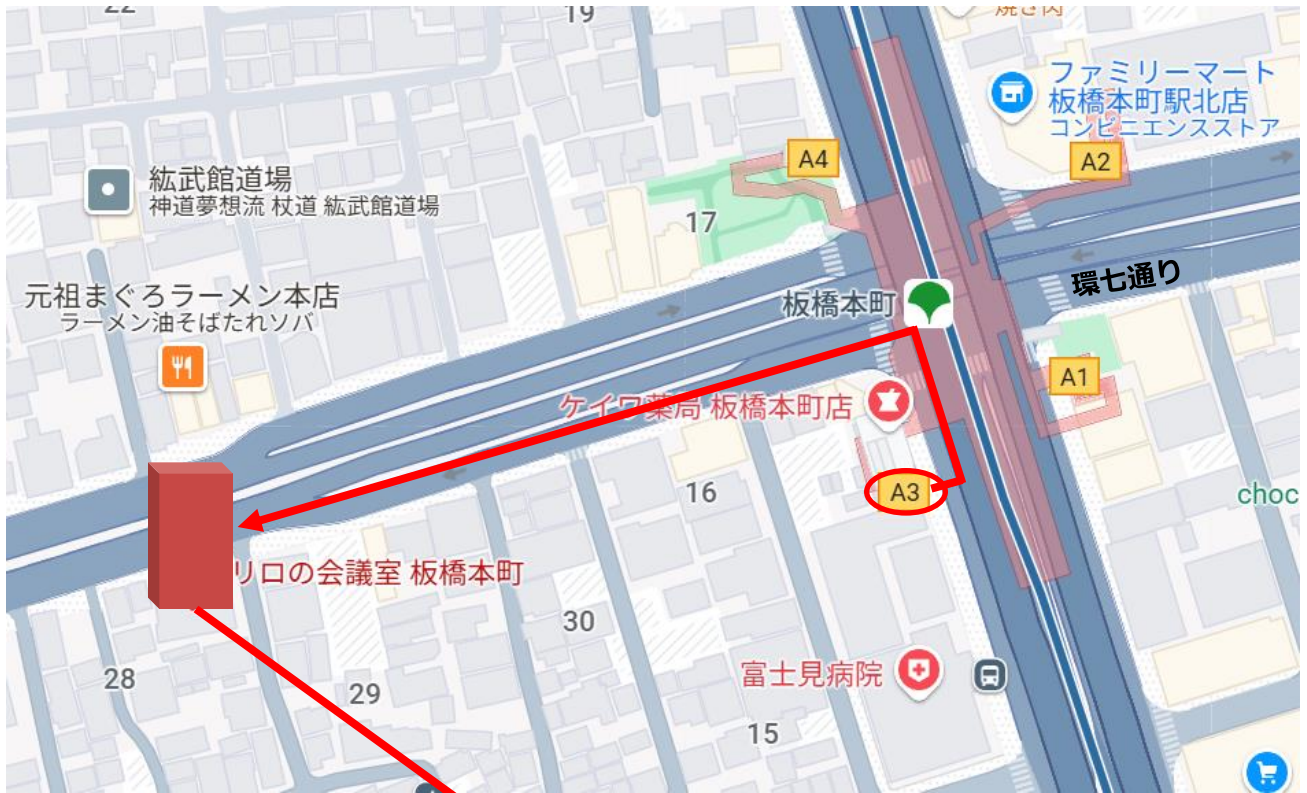 22
19
焼き肉
ファミリーマート
板橋本町駅北店
コンビニエンスストア
A4
A2
紘武館道場
神道夢想流 杖道 紘武館道場
17
環七通り
元祖まぐろラーメン本店
ラーメン油そばたれソバ
板橋本町
A1
ケイワ薬局 板橋本町店
16
A3
choc
リロの会議室 板橋本町
30
28
29
富士見病院
15